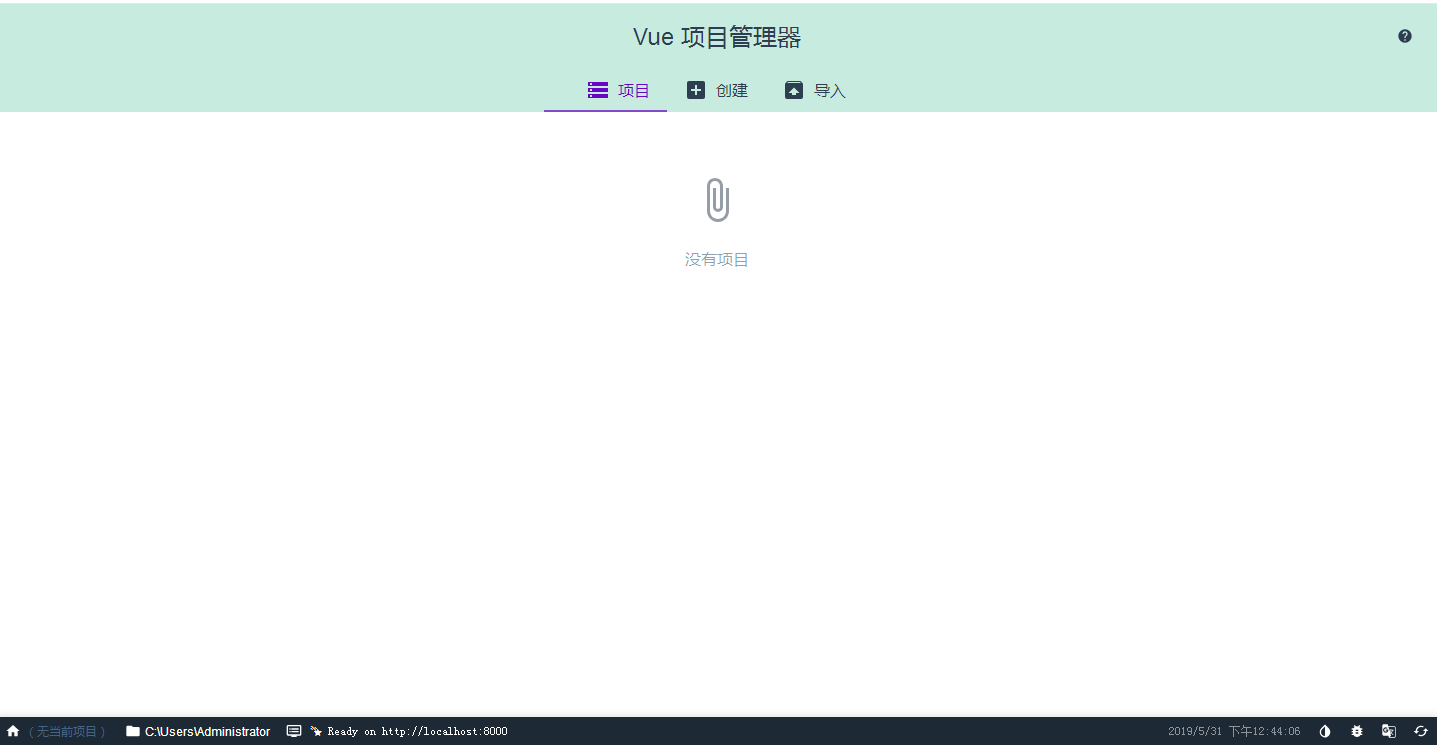 Vue 项目管理器
项目 创建 导入
没有项目
(无当前项目) C:\Users\Administrator Ready on http://localhost:8000 2019/5/31 下午12:44:06